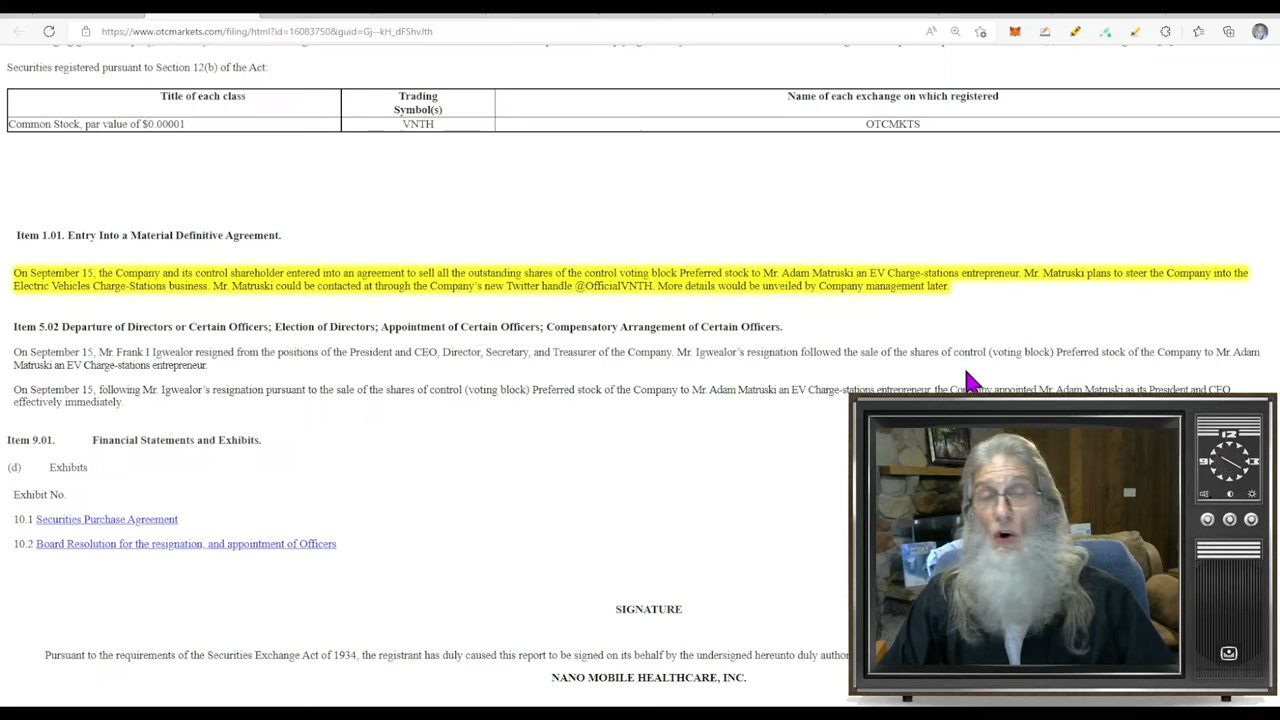 https://www.otcmarkets.com/filing/html?id=16083750&guid=Gj--kH_dFShvJth
Securities registered pursuant to Section 12(b) of the Act:
Title of each class Trading Symbol(s) Name of each exchange on which registered
Common Stock, par value of $0.00001 VNTH OTCMKTS
Item 1.01. Entry Into a Material Definitive Agreement.
On September 15, the Company and its control shareholder entered into an agreement to sell all the outstanding shares of the control voting block Preferred stock to Mr. Adam Matruski an EV Charge-stations entrepreneur. Mr. Matruski plans to steer the Company into the
Electric Vehicles Charge-Stations business. Mr. Matruski could be contacted at through the Company's new Twitter handle @OfficialVNTH. More details would be unveiled by Company management later.
Item 5.02 Departure of Directors or Certain Officers; Election of Directors; Appointment of Certain Officers; Compensatory Arrangement of Certain Officers.
On September 15, Mr. Frank I Igwealor resigned from the positions of the President and CEO, Director, Secretary, and Treasurer of the Company. Mr. Igwealor's resignation followed the sale of the shares of control (voting block) Preferred stock of the Company to Mr. Adam
Matruski an EV Charge-stations entrepreneur.
On September 15, following Mr. Igwealor's resignation pursuant to the sale of the shares of control (voting block) Preferred stock of the Company to Mr. Adam Matruski an EV Charge-stations entrepreneur, the Company appointed Mr. Adam Matruski as its President and CEO
effectively immediately.
Item 9.01. Financial Statements and Exhibits.
(d) Exhibits
Exhibit No.
10.1 Securities Purchase Agreement
10.2 Board Resolution for the resignation, and appointment of Officers
SIGNATURE
Pursuant to the requirements of the Securities Exchange Act of 1934, the registrant has duly caused this report to be signed on its behalf by the undersigned hereunto duly author
NANO MOBILE HEALTHCARE, INC.
12
9 3